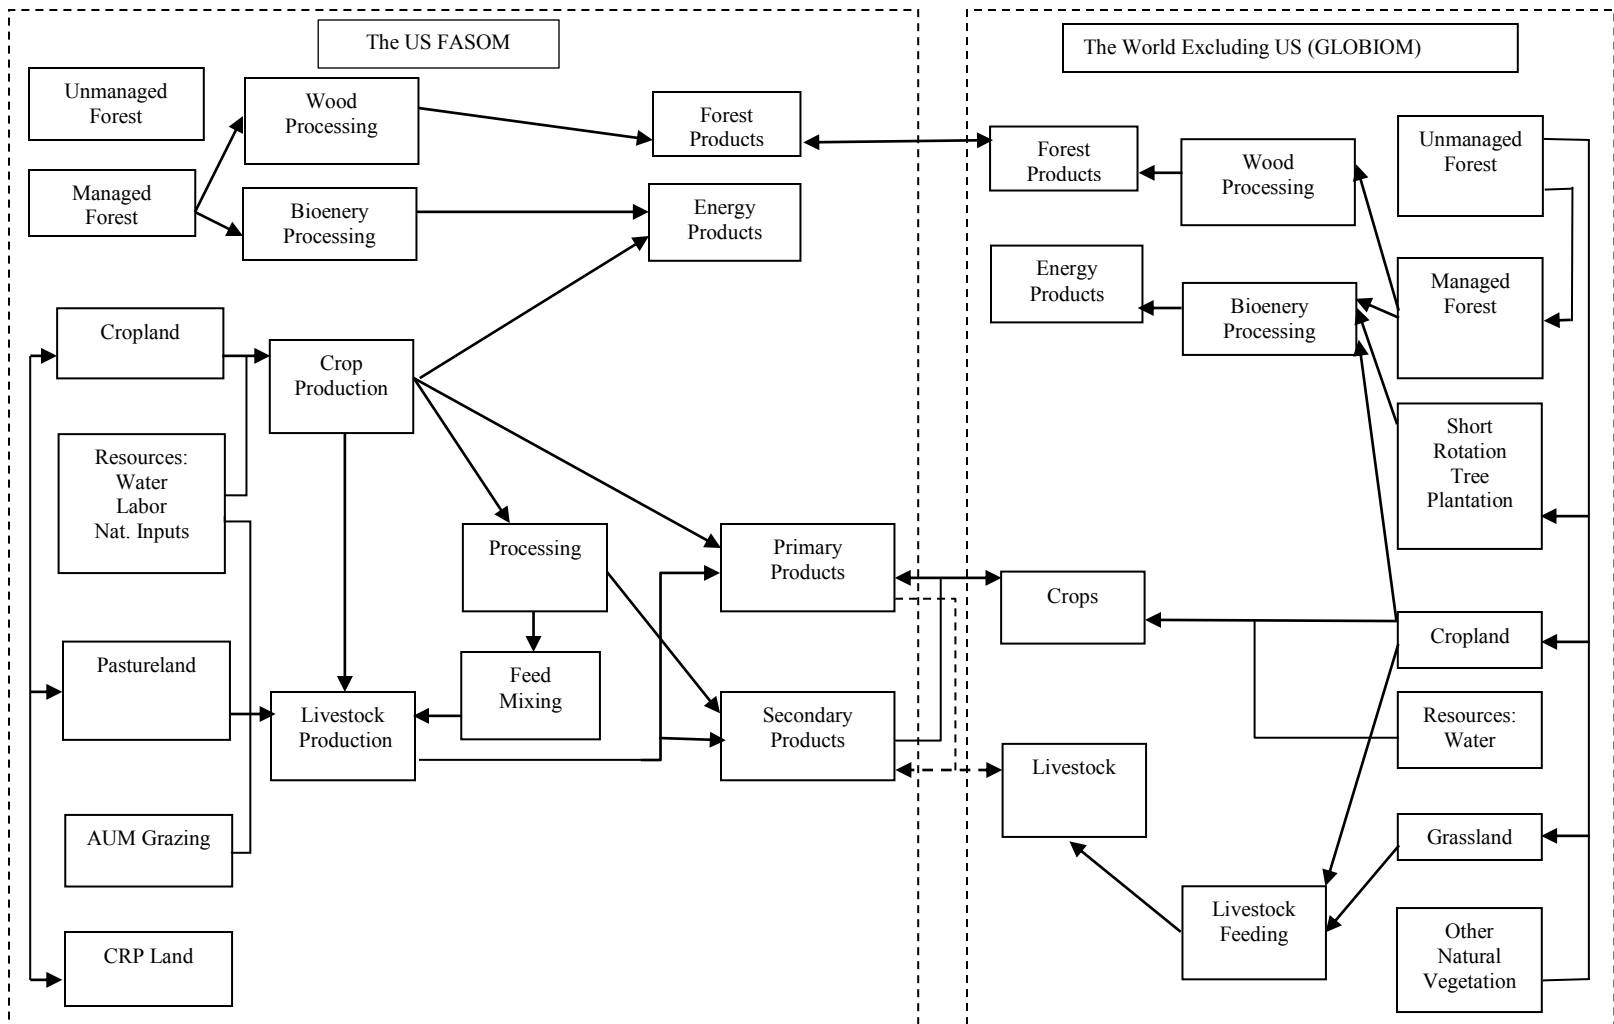 The US FASOM
Unmanaged
Forest
Wood
Processing
Forest
Products
Managed
Forest
Bioenery
Processing
Energy
Products
Cropland
Crop
Production
Resources:
Water
Labor
Nat. Inputs
Processing
Primary
Products
Pastureland
Feed
Mixing
Livestock
Production
Secondary
Products
AUM Grazing
CRP Land
The World Excluding US (GLOBIOM)
Forest
Products
Wood
Processing
Unmanaged
Forest
Energy
Products
Bioenery
Processing
Managed
Forest
Short
Rotation
Tree
Plantation
Crops
Cropland
Resources:
Water
Livestock
Grassland
Livestock
Feeding
Other
Natural
Vegetation